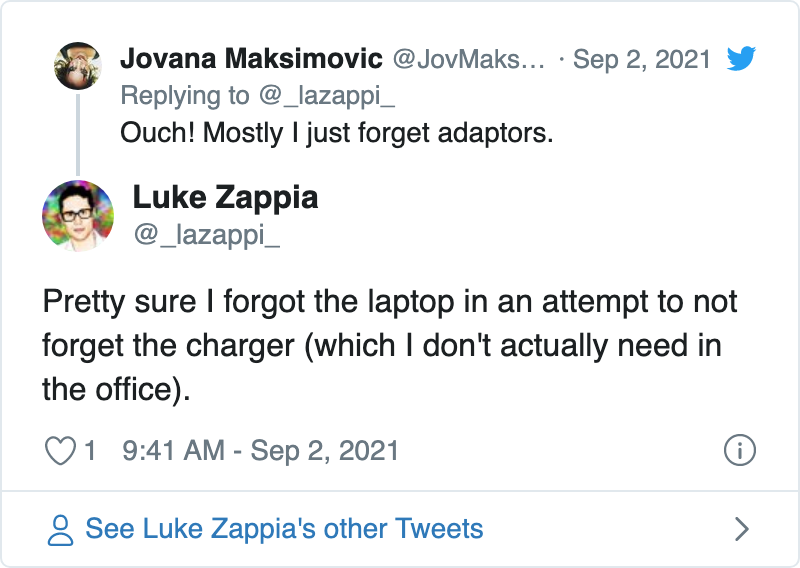 Jovana Maksimovic @JovMaks... · Sep 2, 2021
Replying to @_lazappi_
Ouch! Mostly I just forget adaptors.
Luke Zappia
@_lazappi_
Pretty sure I forgot the laptop in an attempt to not
forget the charger (which I don't actually need in
the office).
1 9:41 AM - Sep 2, 2021
See Luke Zappia's other Tweets